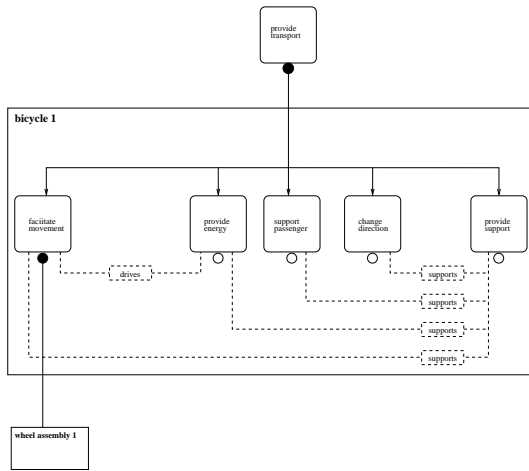 provide
transport
bicycle 1
faciitate
movement
provide
energy
support
passenger
change
direction
provide
support
drives
supports
supports
supports
supports
wheel assembly 1